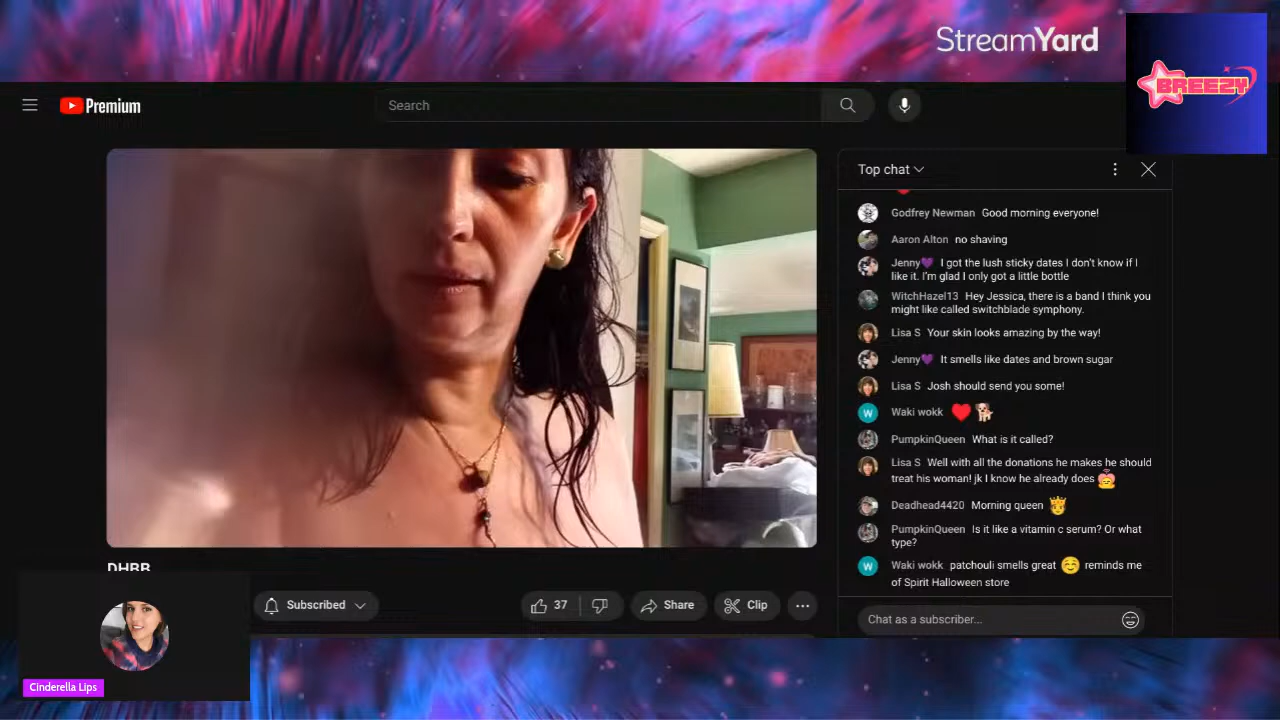 StreamYard
BREEZY
Premium
Search
Top chat
Godfrey Newman Good morning everyone!
Aaron Alton no shaving
Jenny💜 I got the lush sticky dates I don't know if I
like it. I'm glad I only got a little bottle
WitchHazel13 Hey Jessica, there is a band I think you
might like called switchblade symphony.
Lisa S Your skin looks amazing by the way!
Jenny💜 It smells like dates and brown sugar
Lisa S Josh should send you some!
W Waki wokk ❤️🐕
PumpkinQueen What is it called?
Lisa S Well with all the donations he makes he should
treat his woman! jk I know he already does
Deadhead4420 Morning queen
PumpkinQueen Is it like a vitamin c serum? Or what
type?
W Waki wokk patchouli smells great ☺️ reminds me
of Spirit Halloween store
DHBB
Subscribed
37
Share
Clip
Chat as a subscriber...
Cinderella Lips